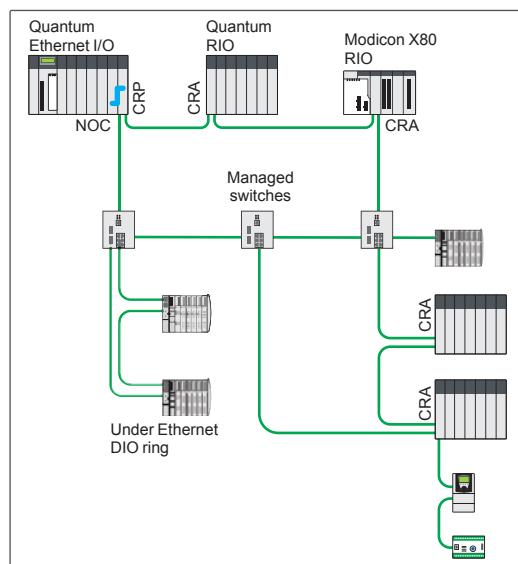 Quantum
Ethernet I/O
Quantum
RIO
Modicon X80
RIO
CRP
CRA
NOC
CRA
Managed
switches
CRA
CRA
Under Ethernet
DIO ring